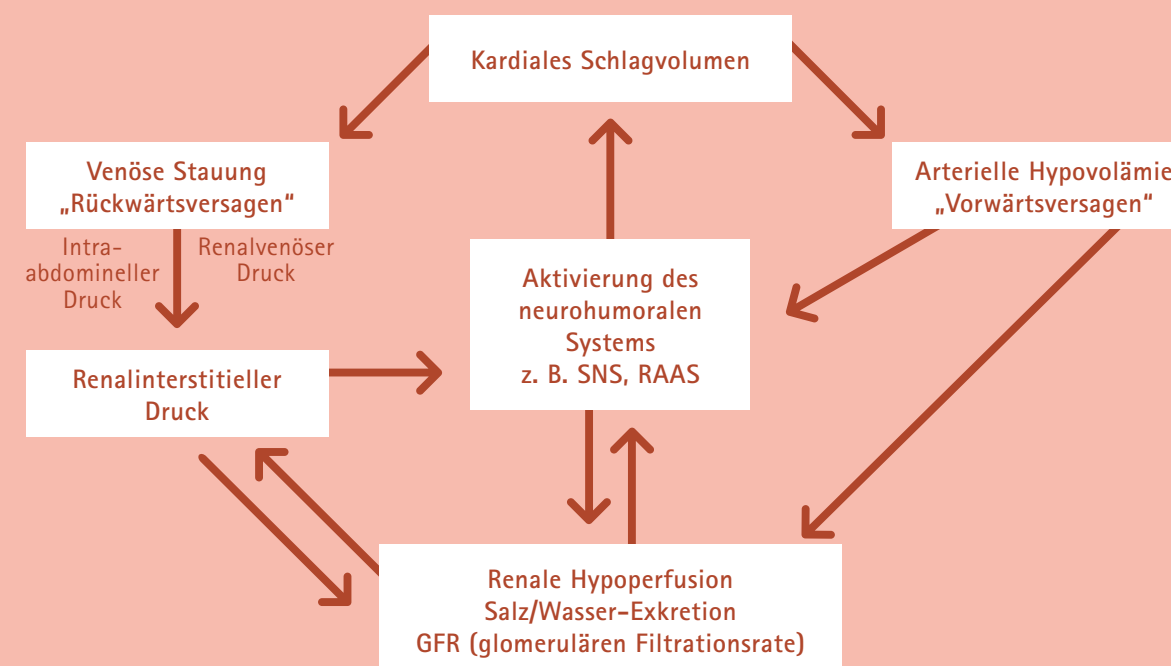 Kardiales Schlagvolumen
Venöse Stauung
„Rückwärtsversagen“
Arterielle Hypovolämie
„Vorwärtsversagen“
Intra-
abdomineller
Druck
Renalvenöser
Druck
Aktivierung des
neurohumoralen
Systems
z. B. SNS, RAAS
Renalinterstitieller
Druck
Renale Hypoperfusion
Salz/Wasser-Exkretion
GFR (glomerulären Filtrationsrate)